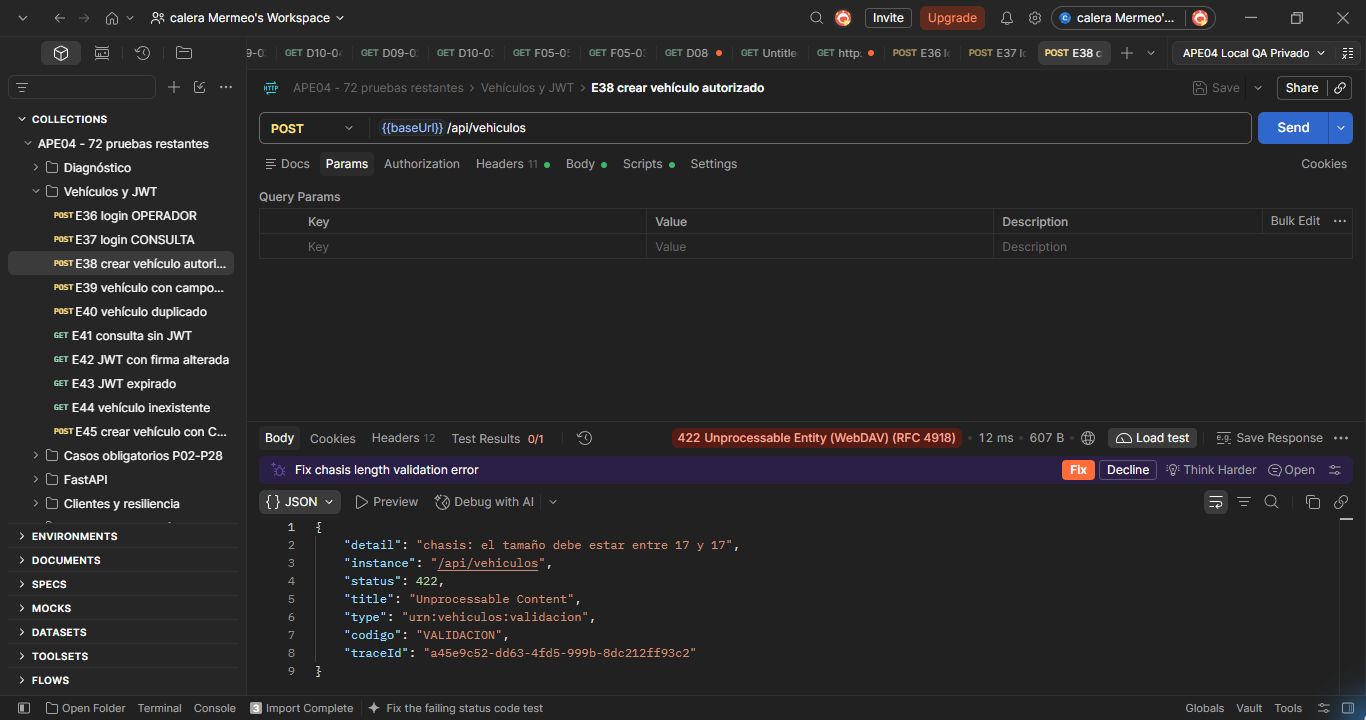 calera Mermeo's Workspace
Invite
Upgrade
calera Mermeo'...
GET D10-0
GET D09-0
GET D10-0
GET F05-0
GET F05-0
GET D08
GET Untitle
GET http:
POST E36 l
POST E37 l
POST E38 c
APE04 Local QA Privado
APE04 - 72 pruebas restantes > Vehículos y JWT > E38 crear vehículo autorizado
Save
Share
COLLECTIONS
APE04 - 72 pruebas restantes
Diagnóstico
Vehículos y JWT
POST E36 login OPERADOR
POST E37 login CONSULTA
POST E38 crear vehículo autori...
POST E39 vehículo con campo...
POST E40 vehículo duplicado
GET E41 consulta sin JWT
GET E42 JWT con firma alterada
GET E43 JWT expirado
GET E44 vehículo inexistente
POST E45 crear vehículo con C...
Casos obligatorios P02-P28
FastAPI
Clientes y resiliencia
ENVIRONMENTS
DOCUMENTS
SPECS
MOCKS
DATASETS
TOOLSETS
FLOWS
POST {{baseUrl}} /api/vehiculos
Send
Docs Params Authorization Headers 11 Body Scripts Settings Cookies
Query Params
Key Value Description Bulk Edit
Key Value Description
Body Cookies Headers 12 Test Results 0/1 422 Unprocessable Entity (WebDAV) (RFC 4918) 12 ms 607 B Load test e.g. Save Response
Fix chasis length validation error Fix Decline Think Harder Open
{} JSON Preview Debug with AI
1 {
2 "detail": "chasis: el tamaño debe estar entre 17 y 17",
3 "instance": "/api/vehiculos",
4 "status": 422,
5 "title": "Unprocessable Content",
6 "type": "urn:vehiculos:validacion",
7 "codigo": "VALIDACION",
8 "traceId": "a45e9c52-dd63-4fd5-999b-8dc212ff93c2"
9 }
Open Folder Terminal Console 3 Import Complete Fix the failing status code test Globals Vault Tools